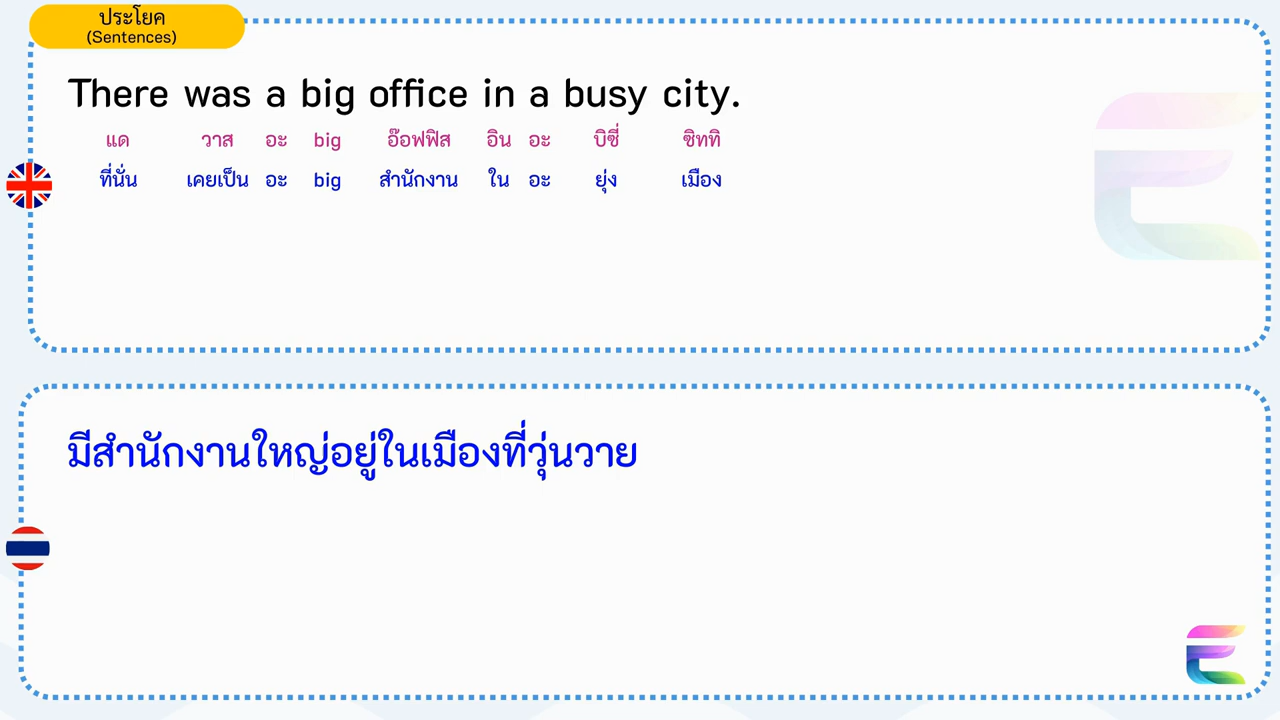 ประโยค
(Sentences)
There was a big office in a busy city.
แด วาส อะ big อ๊อฟฟิส อิน อะ บิซี่ ซิททิ
ที่นั่น เคยเป็น อะ big สำนักงาน ใน อะ ยุ่ง เมือง
มีสำนักงานใหญ่อยู่ในเมืองที่วุ่นวาย